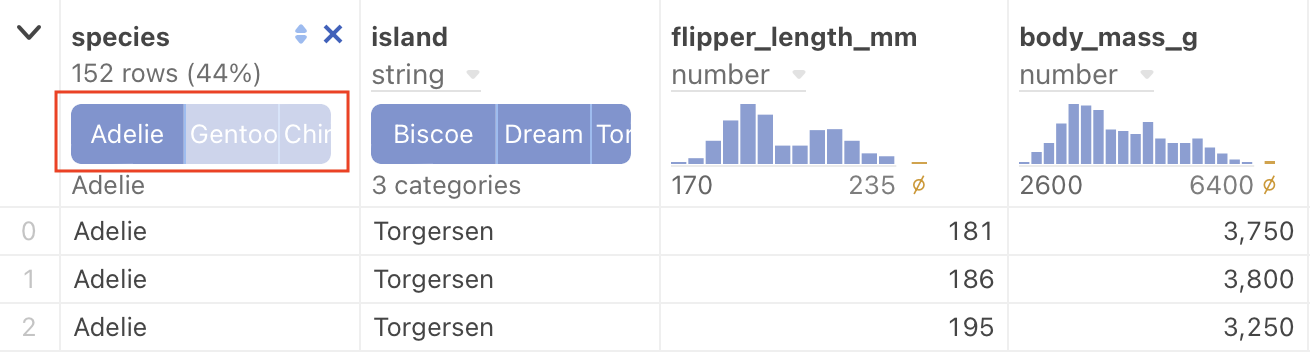 species island flipper_length_mm body_mass_g
152 rows (44%) string number number
Adelie Gentoo Biscoe Dream
170 235 ø 2600 6400 ø
Adelie 3 categories
0 Adelie Torgersen 181 3,750
1 Adelie Torgersen 186 3,800
2 Adelie Torgersen 195 3,250